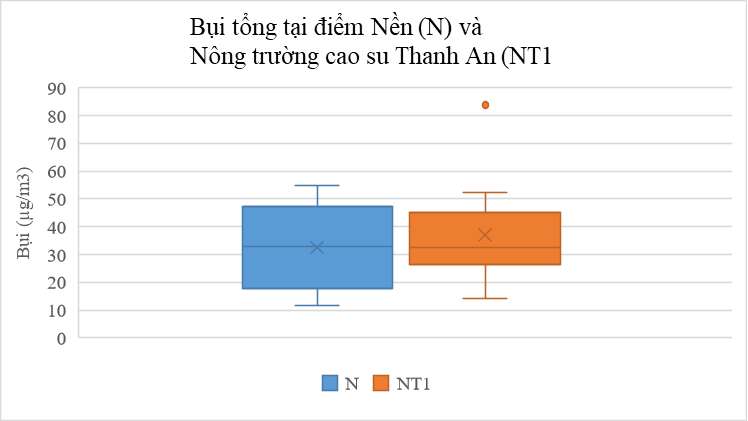 Bụi tổng tại điểm Nền (N) và
Nông trường cao su Thanh An (NT1
90
80
70
60
50
40
30
20
10
0
Bụi (µg/m3)
N NT1